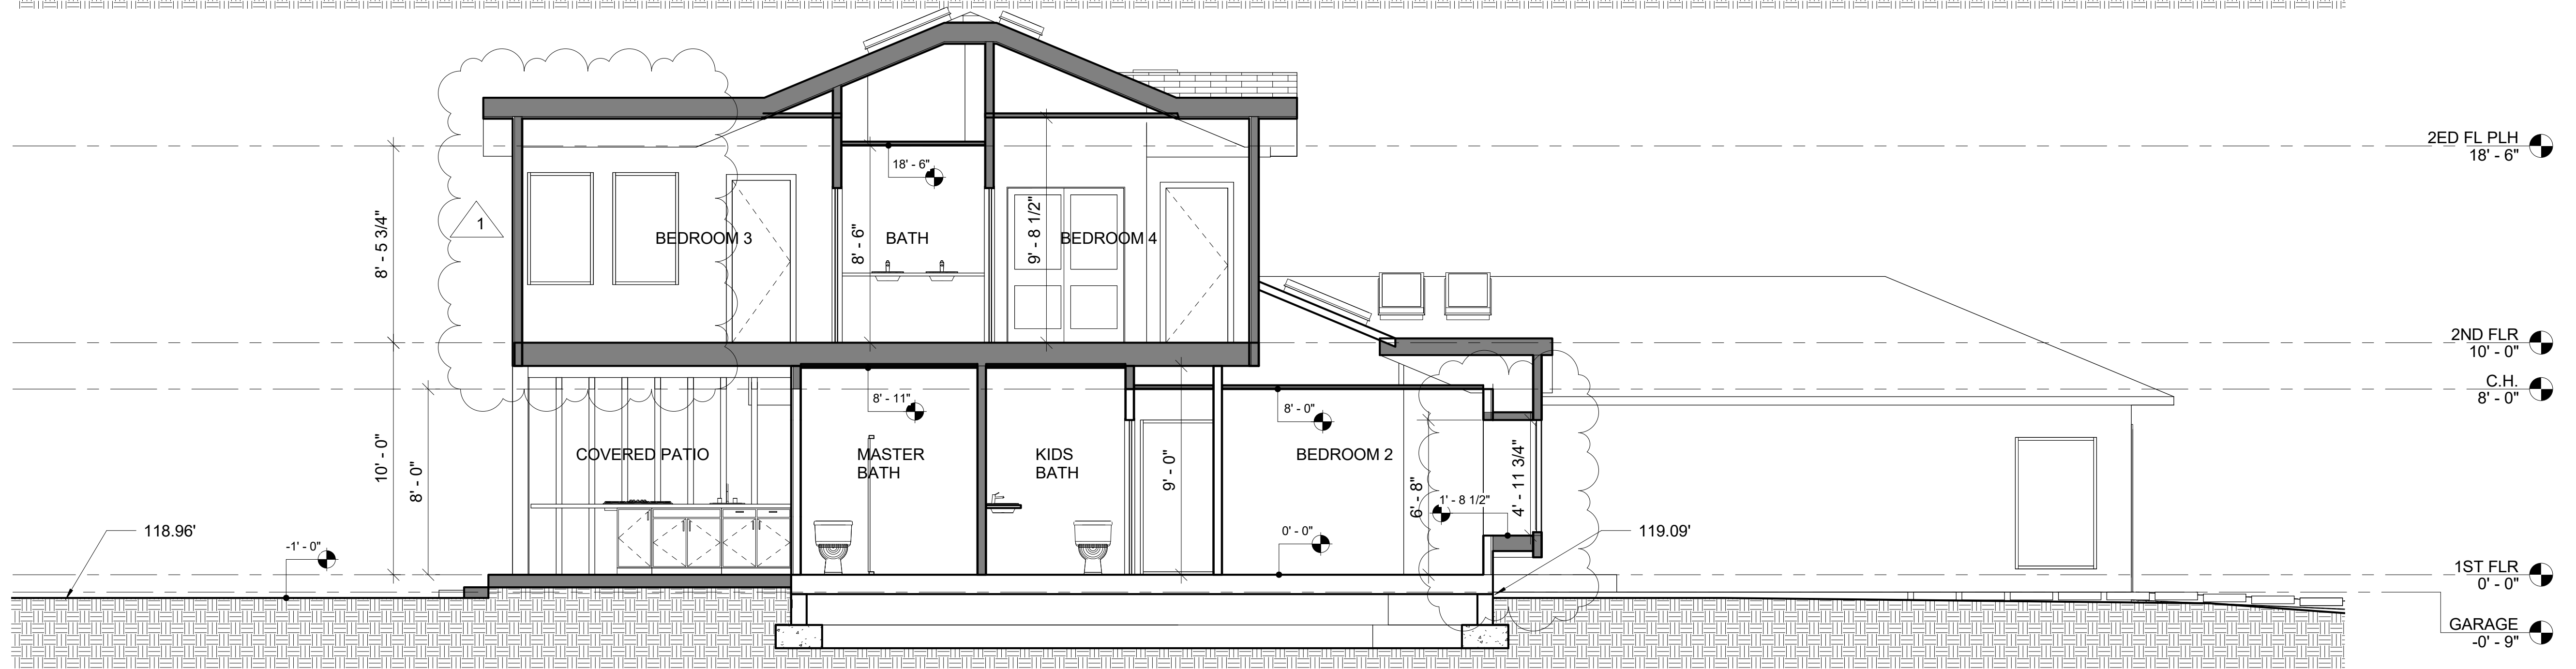 2ED FL PLH
18' - 6"
18' - 6"
8' - 5 3/4"
1
BEDROOM 3
8' - 6"
BATH
9' - 8 1/2"
BEDROOM 4
2ND FLR
10' - 0"
C.H.
8' - 0"
8' - 11"
8' - 0"
10' - 0"
8' - 0"
COVERED PATIO
MASTER
BATH
KIDS
BATH
9' - 0"
BEDROOM 2
6' - 8"
4' - 11 3/4"
1' - 8 1/2"
118.96'
-1' - 0"
0' - 0"
119.09'
1ST FLR
0' - 0"
GARAGE
-0' - 9"